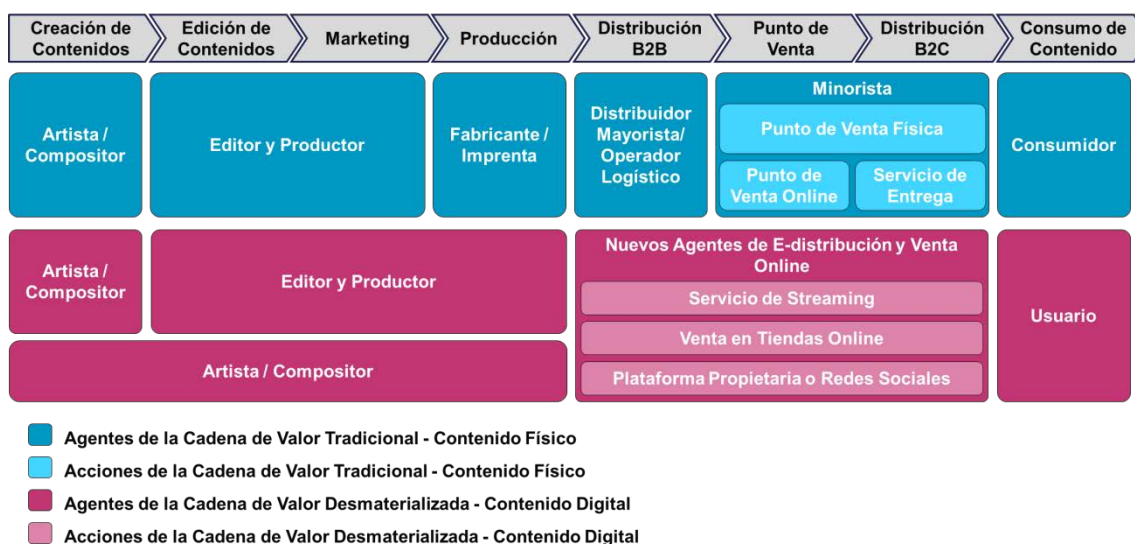 Creación de
Contenidos
Edición de
Contenidos
Marketing
Producción
Distribución
B2B
Punto de
Venta
Distribución
B2C
Consumo de
Contenido
Artista /
Compositor
Editor y Productor
Fabricante /
Imprenta
Distribuidor
Mayorista/
Operador
Logístico
Minorista
Punto de Venta Física
Punto de
Venta Online
Servicio de
Entrega
Consumidor
Artista /
Compositor
Editor y Productor
Artista / Compositor
Nuevos Agentes de E-distribución y Venta
Online
Servicio de Streaming
Venta en Tiendas Online
Plataforma Propietaria o Redes Sociales
Usuario
Agentes de la Cadena de Valor Tradicional - Contenido Físico
Acciones de la Cadena de Valor Tradicional - Contenido Físico
Agentes de la Cadena de Valor Desmaterializada - Contenido Digital
Acciones de la Cadena de Valor Desmaterializada - Contenido Digital